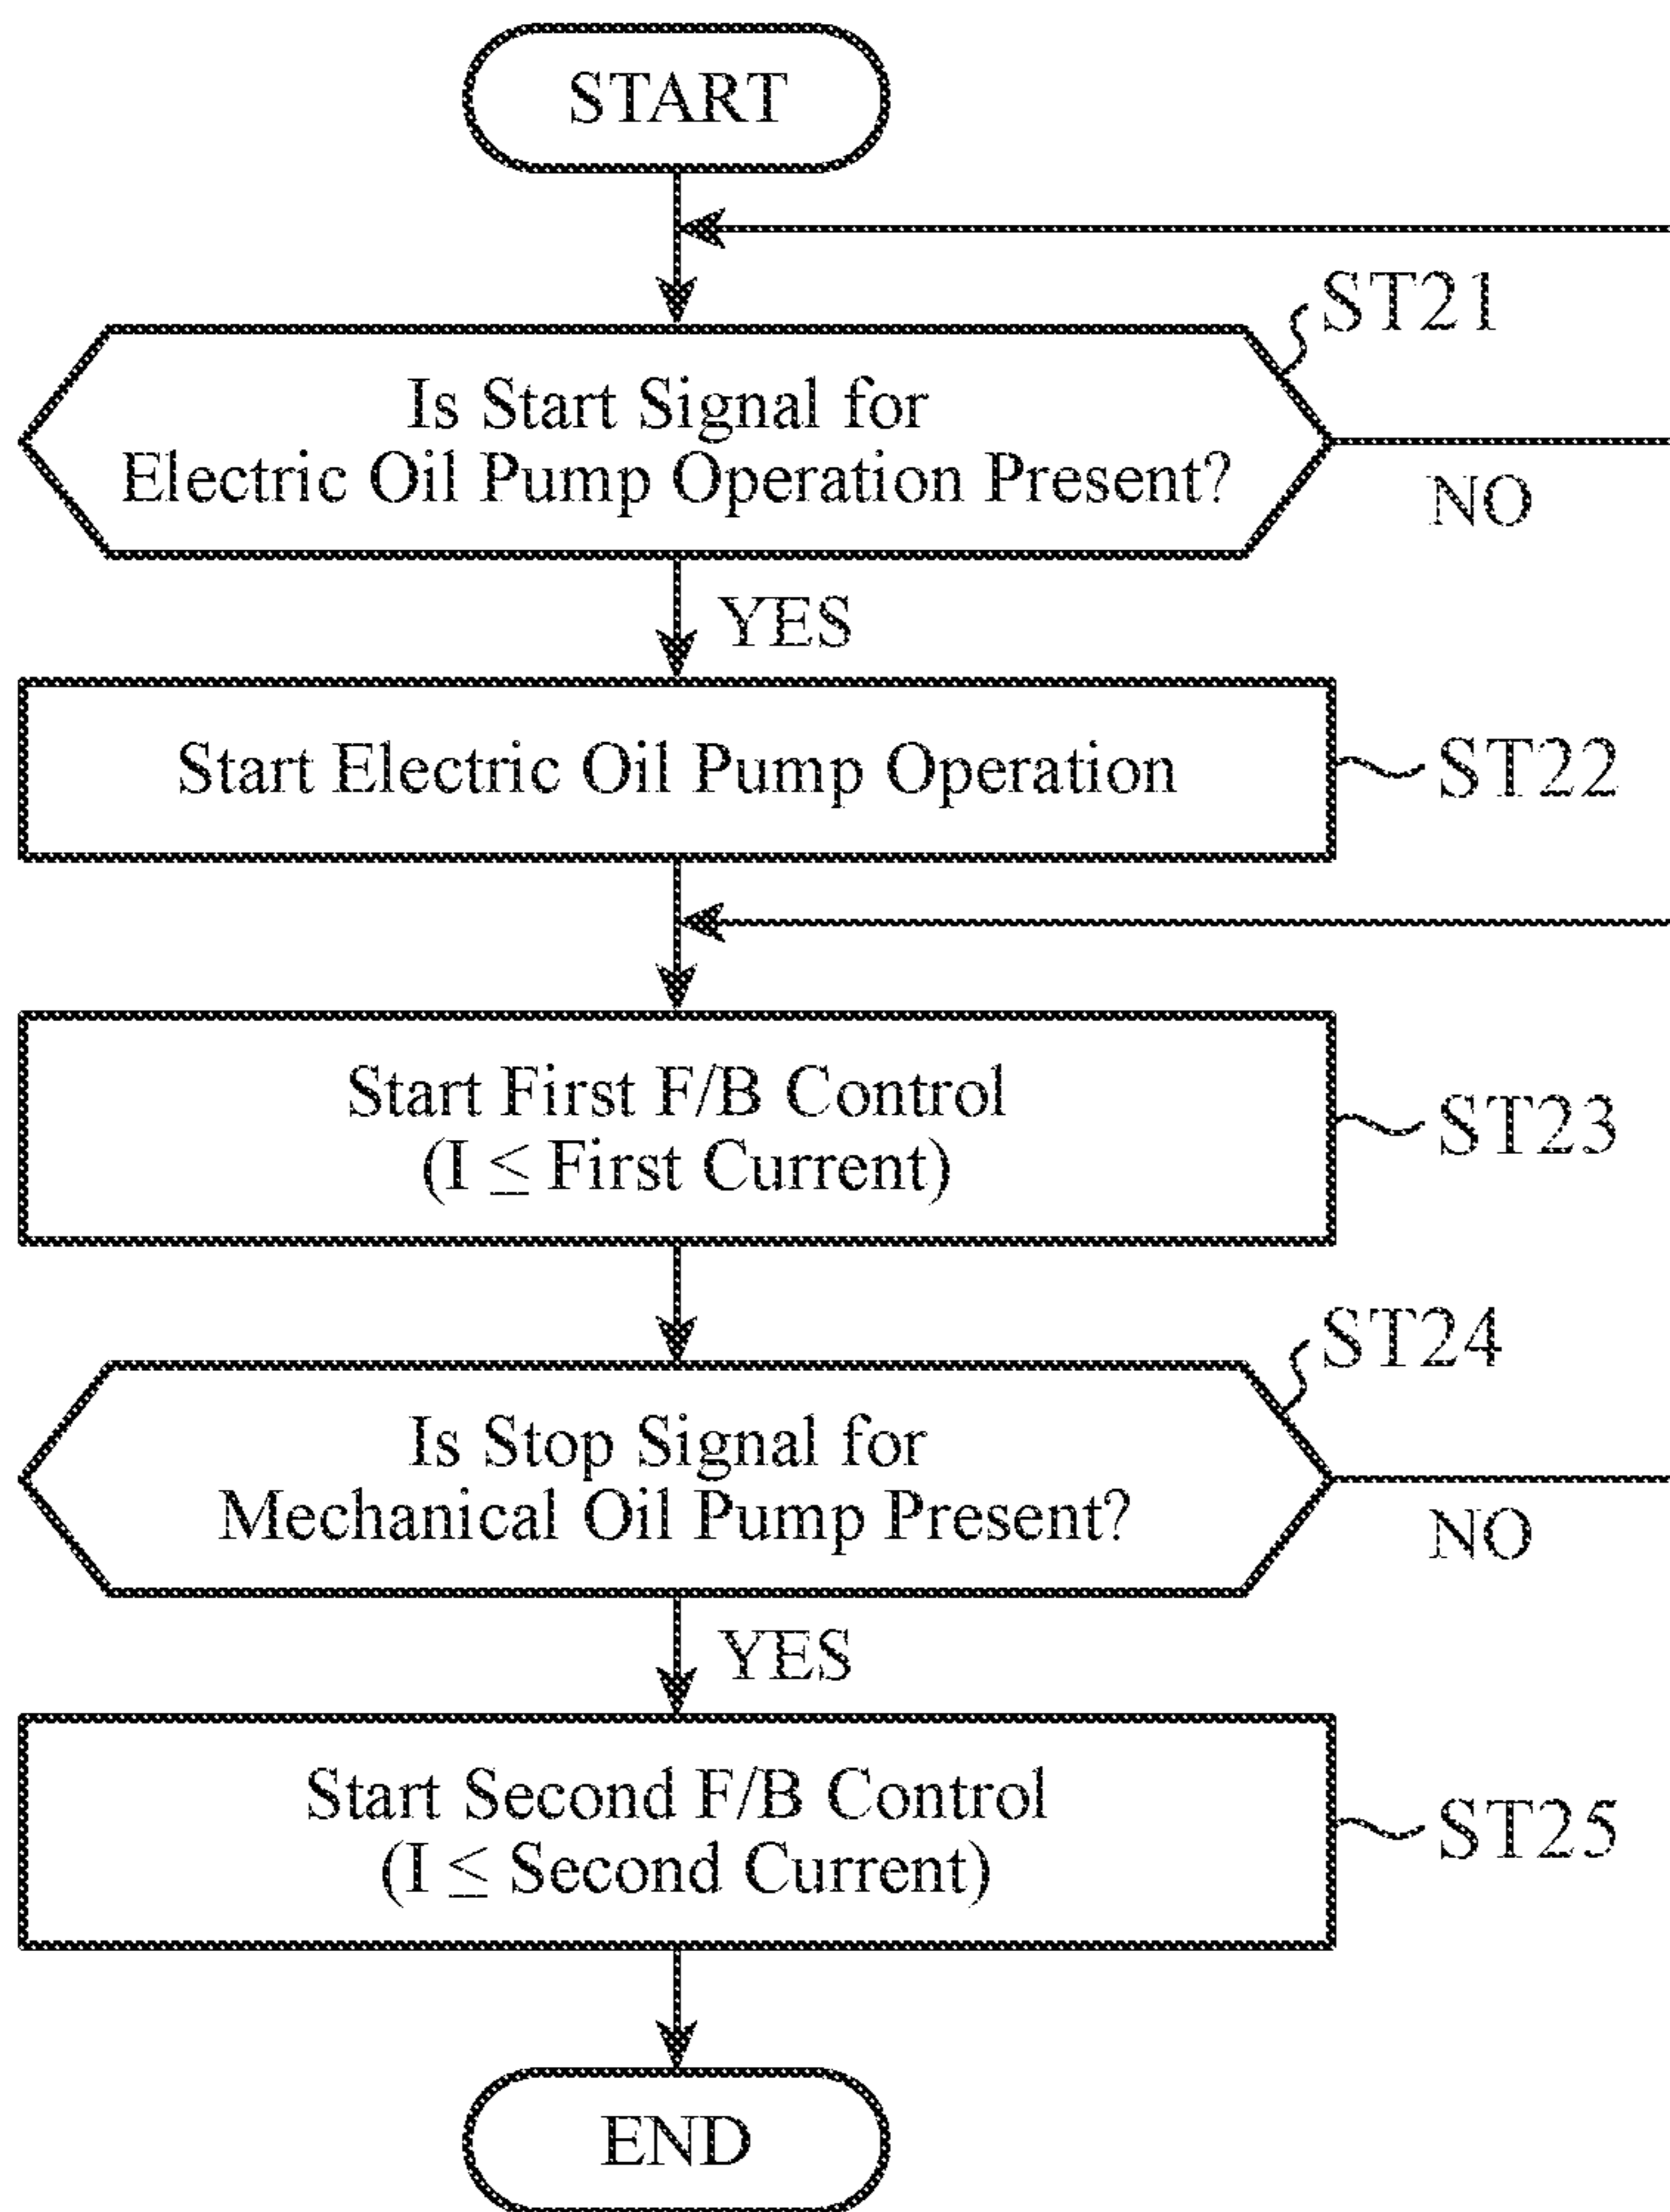 START
ST21
Is Start Signal for
Electric Oil Pump Operation Present?
NO
YES
Start Electric Oil Pump Operation
ST22
Start First F/B Control
(I ≤ First Current)
ST23
ST24
Is Stop Signal for
Mechanical Oil Pump Present?
NO
YES
Start Second F/B Control
(I ≤ Second Current)
ST25
END